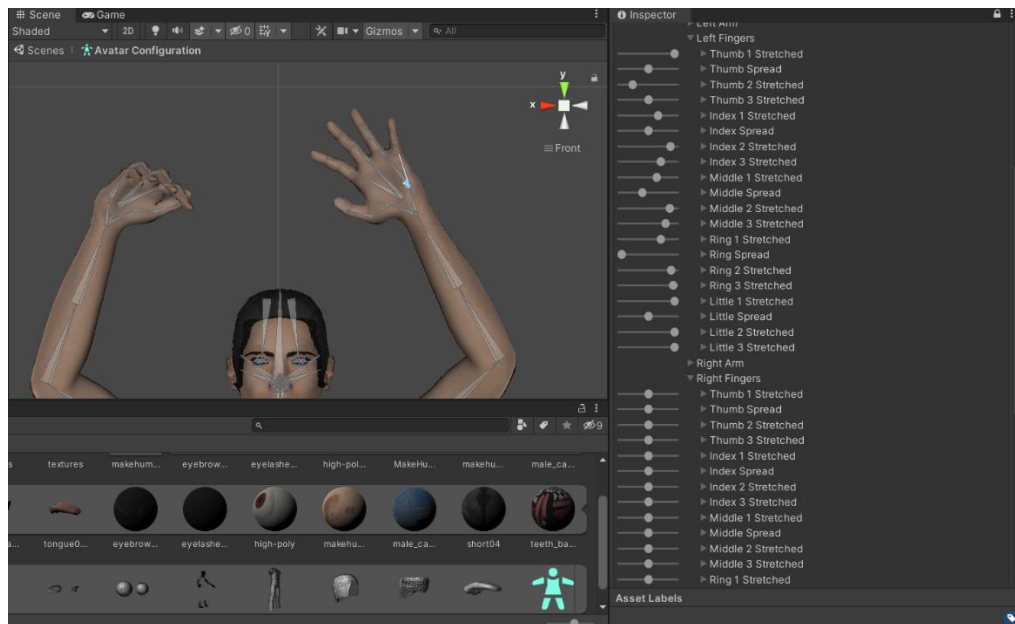 Scene Game
Shaded 2D 0 Gizmos All
Scenes Avatar Configuration
y
x
Front
9
textures makehum... eyebrow... eyelashe... high-pol... MakeHu... makehu... male_ca...
tongue0... eyebrow... eyelashe... high-poly makehu... male_ca... short04 teeth_ba...
Inspector
Left Arm
Left Fingers
Thumb 1 Stretched
Thumb Spread
Thumb 2 Stretched
Thumb 3 Stretched
Index 1 Stretched
Index Spread
Index 2 Stretched
Index 3 Stretched
Middle 1 Stretched
Middle Spread
Middle 2 Stretched
Middle 3 Stretched
Ring 1 Stretched
Ring Spread
Ring 2 Stretched
Ring 3 Stretched
Little 1 Stretched
Little Spread
Little 2 Stretched
Little 3 Stretched
Right Arm
Right Fingers
Thumb 1 Stretched
Thumb Spread
Thumb 2 Stretched
Thumb 3 Stretched
Index 1 Stretched
Index Spread
Index 2 Stretched
Index 3 Stretched
Middle 1 Stretched
Middle Spread
Middle 2 Stretched
Middle 3 Stretched
Ring 1 Stretched
Asset Labels